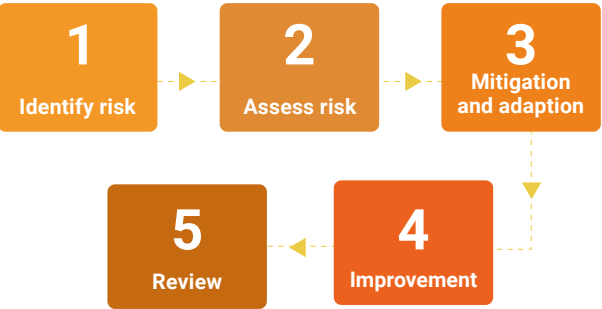 1
Identify risk
2
Assess risk
3
Mitigation
and adaption
4
Improvement
5
Review